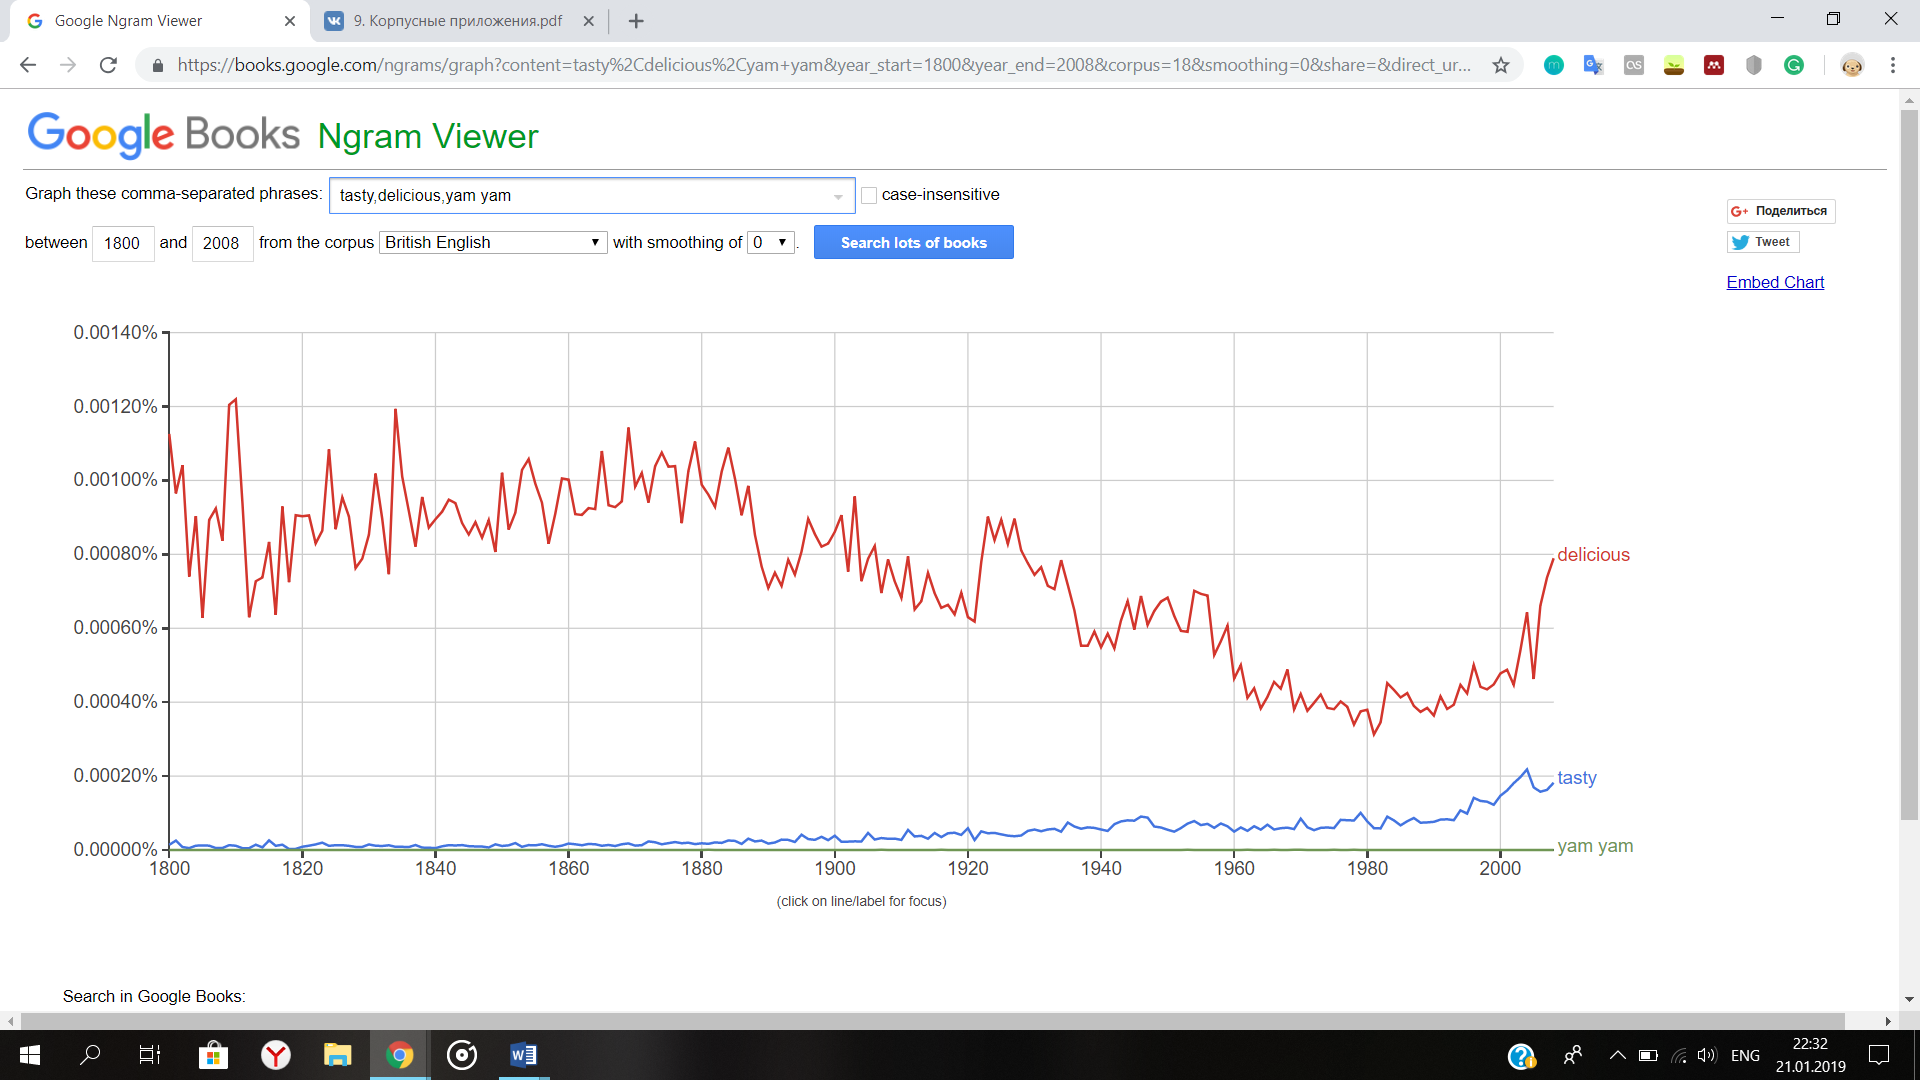 Google Ngram Viewer
9. Корпусные приложения.pdf
https://books.google.com/ngrams/graph?content=tasty%2Cdelicious%2Cyam+yam&year_start=1800&year_end=2008&corpus=18&smoothing=0&share=&direct_ur...
Google Books Ngram Viewer
Graph these comma-separated phrases: tasty,delicious,yam yam case-insensitive
between 1800 and 2008 from the corpus British English with smoothing of 0 . Search lots of books
G+ Поделиться
Tweet
Embed Chart
0.00140%
0.00120%
0.00100%
0.00080%
0.00060%
0.00040%
0.00020%
0.00000%
delicious
tasty
yam yam
1800 1820 1840 1860 1880 1900 1920 1940 1960 1980 2000
(click on line/label for focus)
Search in Google Books:
ENG
22:32
21.01.2019